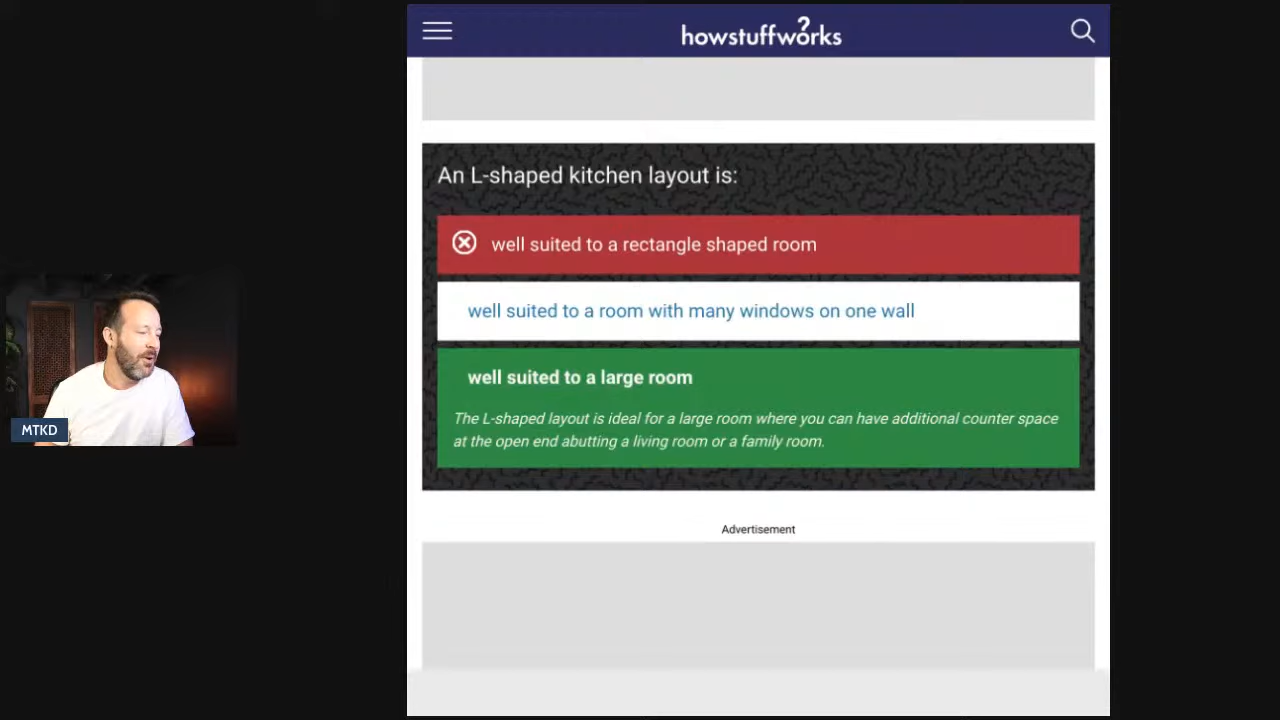 howstuffworks
An L-shaped kitchen layout is:
well suited to a rectangle shaped room
well suited to a room with many windows on one wall
well suited to a large room
The L-shaped layout is ideal for a large room where you can have additional counter space
at the open end abutting a living room or a family room.
MTKD
Advertisement